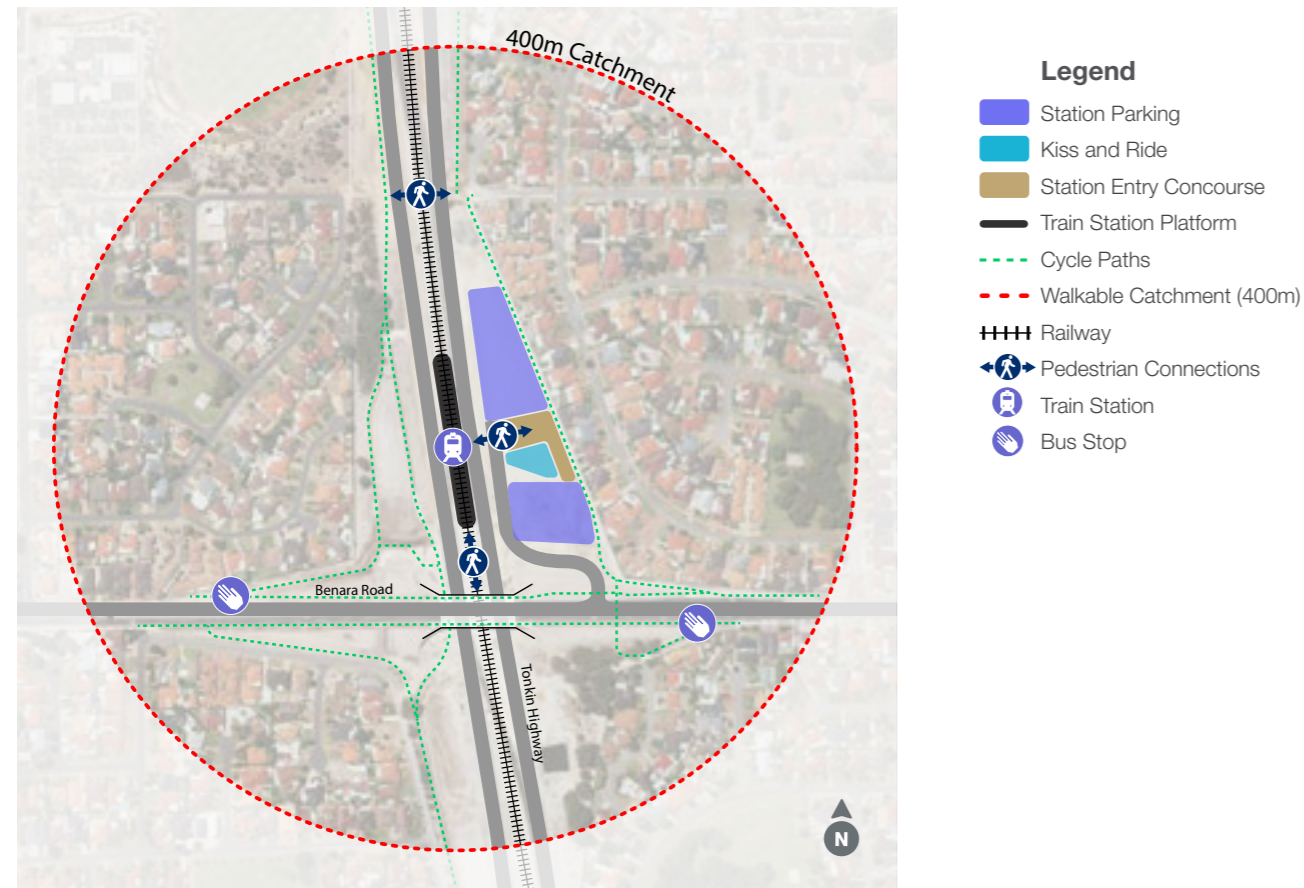 400m Catchment
Benara Road
Tonkin Highway
N
Legend
Station Parking
Kiss and Ride
Station Entry Concourse
Train Station Platform
Cycle Paths
Walkable Catchment (400m)
Railway
Pedestrian Connections
Train Station
Bus Stop